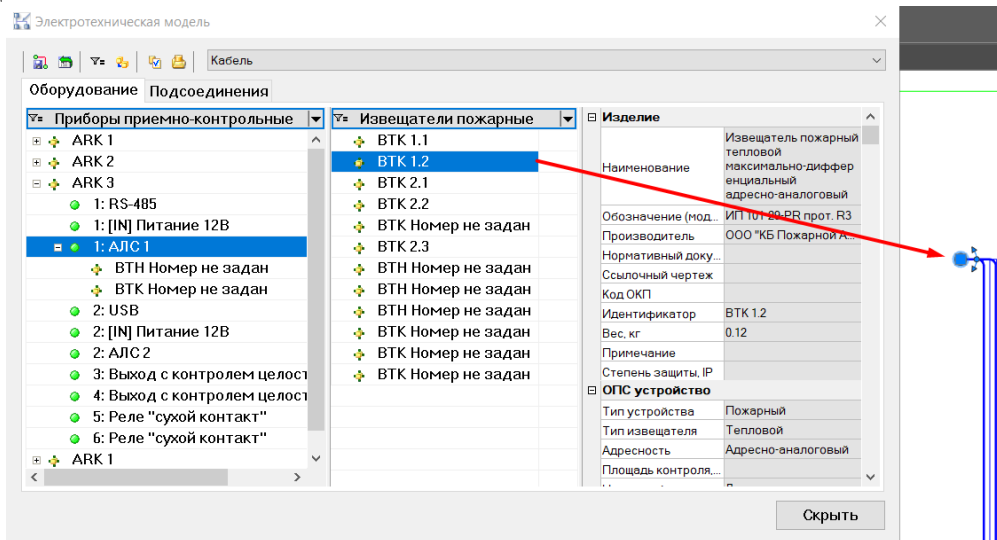 Электротехническая модель
Кабель
Оборудование Подсоединения
Приборы приемно-контрольные
ARK 1
ARK 2
ARK 3
1: RS-485
1: [IN] Питание 12В
1: АЛС 1
ВТН Номер не задан
ВТК Номер не задан
2: USB
2: [IN] Питание 12В
2: АЛС 2
3: Выход с контролем целост
4: Выход с контролем целост
5: Реле "сухой контакт"
6: Реле "сухой контакт"
ARK 1
Извещатели пожарные
ВТК 1.1
ВТК 1.2
ВТК 2.1
ВТК 2.2
ВТК Номер не задан
ВТК 2.3
ВТН Номер не задан
ВТН Номер не задан
ВТН Номер не задан
ВТК Номер не задан
ВТК Номер не задан
ВТК Номер не задан
Изделие
Наименование Извещатель пожарный
тепловой
максимально-диффер
енциальный
адресно-аналоговый
Обозначение (мод... ИП 101-29-PR прот. R3
Производитель ООО "КБ Пожарной А...
Нормативный доку...
Ссылочный чертеж
Код ОКП
Идентификатор ВТК 1.2
Вес, кг 0.12
Примечание
Степень защиты, IP
ОПС устройство
Тип устройства Пожарный
Тип извещателя Тепловой
Адресность Адресно-аналоговый
Площадь контроля,...
Скрыть